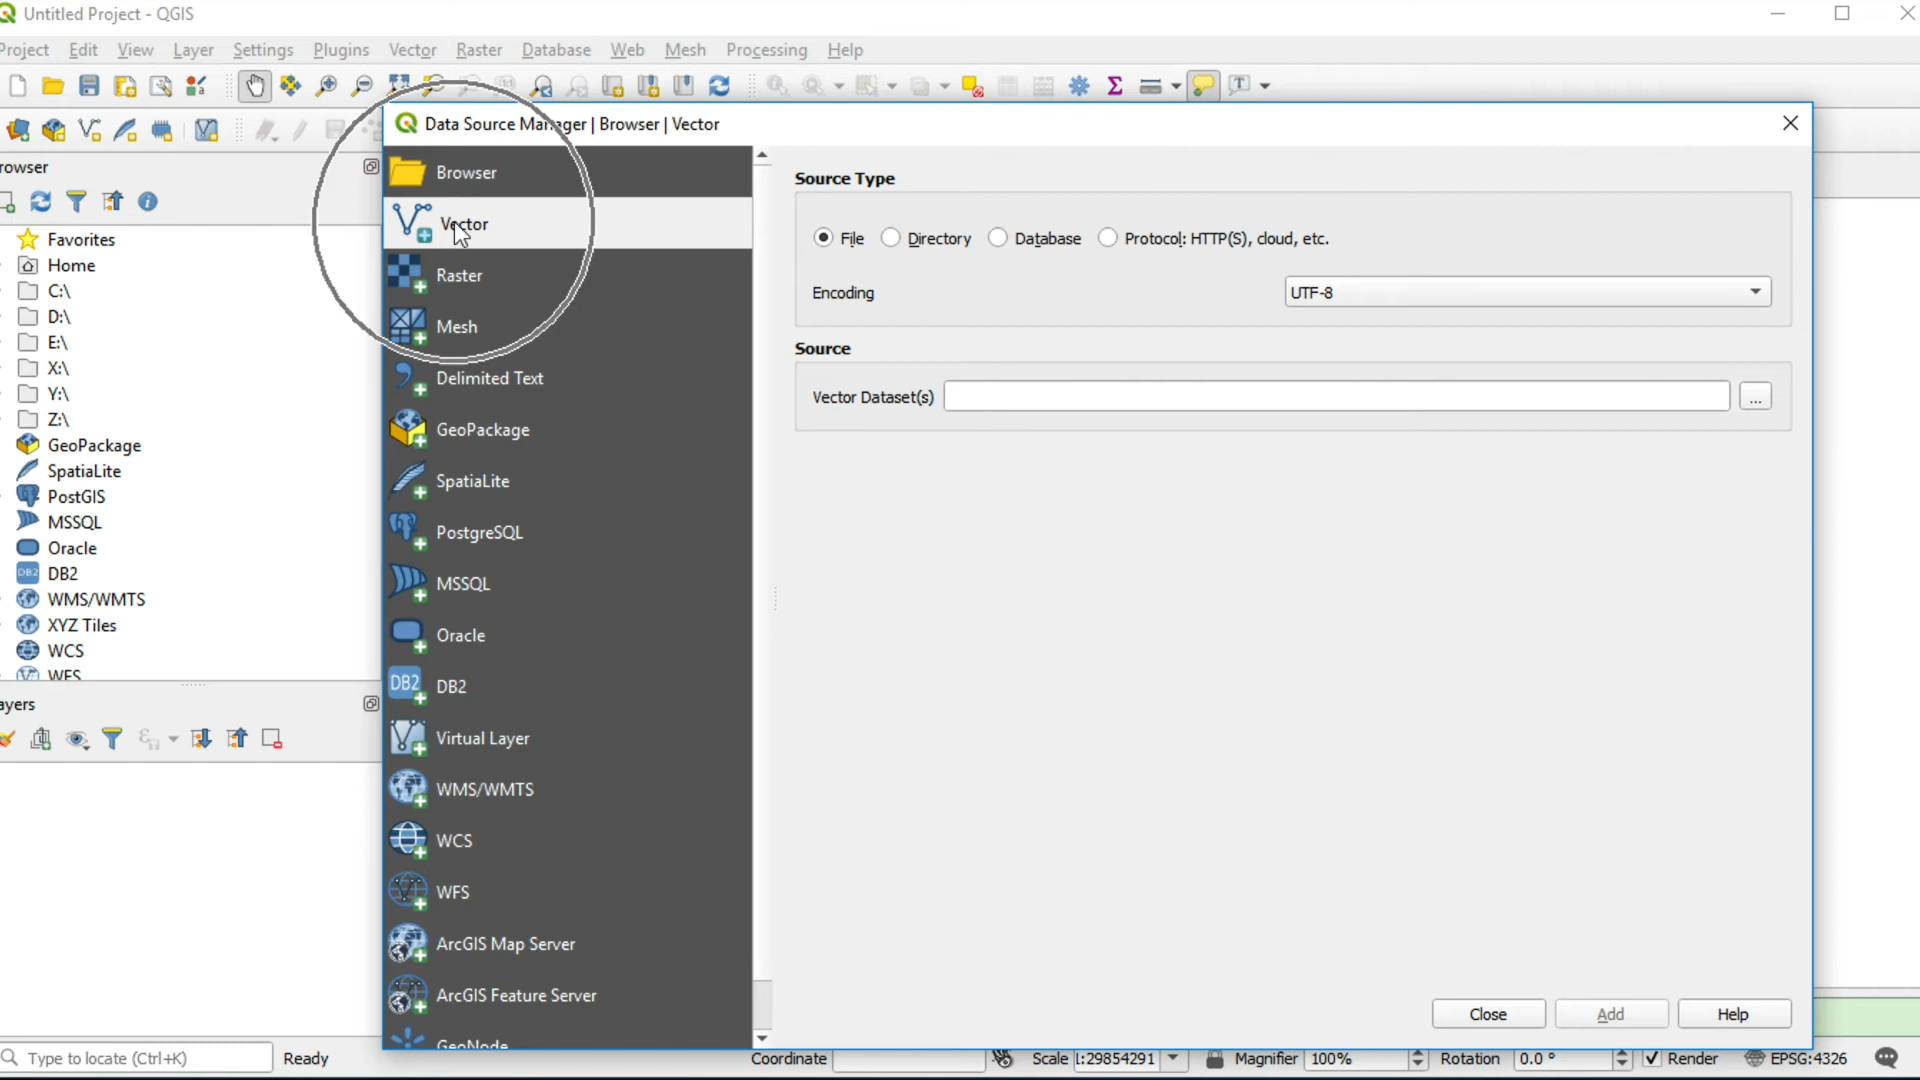 Untitled Project - QGIS
Project Edit View Layer Settings Plugins Vector Raster Database Web Mesh Processing Help
Data Source Manager | Browser | Vector
rowser
Favorites
Home
C:\
D:\
E:\
X:\
Y:\
Z:\
GeoPackage
SpatiaLite
PostGIS
MSSQL
Oracle
DB2 DB2
WMS/WMTS
XYZ Tiles
WCS
WFS
ayers
Browser
Vector
Raster
Mesh
Delimited Text
GeoPackage
SpatiaLite
PostgreSQL
MSSQL
Oracle
DB2 DB2
Virtual Layer
WMS/WMTS
WCS
WFS
ArcGIS Map Server
ArcGIS Feature Server
GeoNode
Source Type
File Directory Database Protocol: HTTP(S), cloud, etc.
Encoding UTF-8
Source
Vector Dataset(s) ...
Close Add Help
Type to locate (Ctrl+K) Ready Coordinate Scale 1:29854291 Magnifier 100% Rotation 0.0 ° Render EPSG:4326